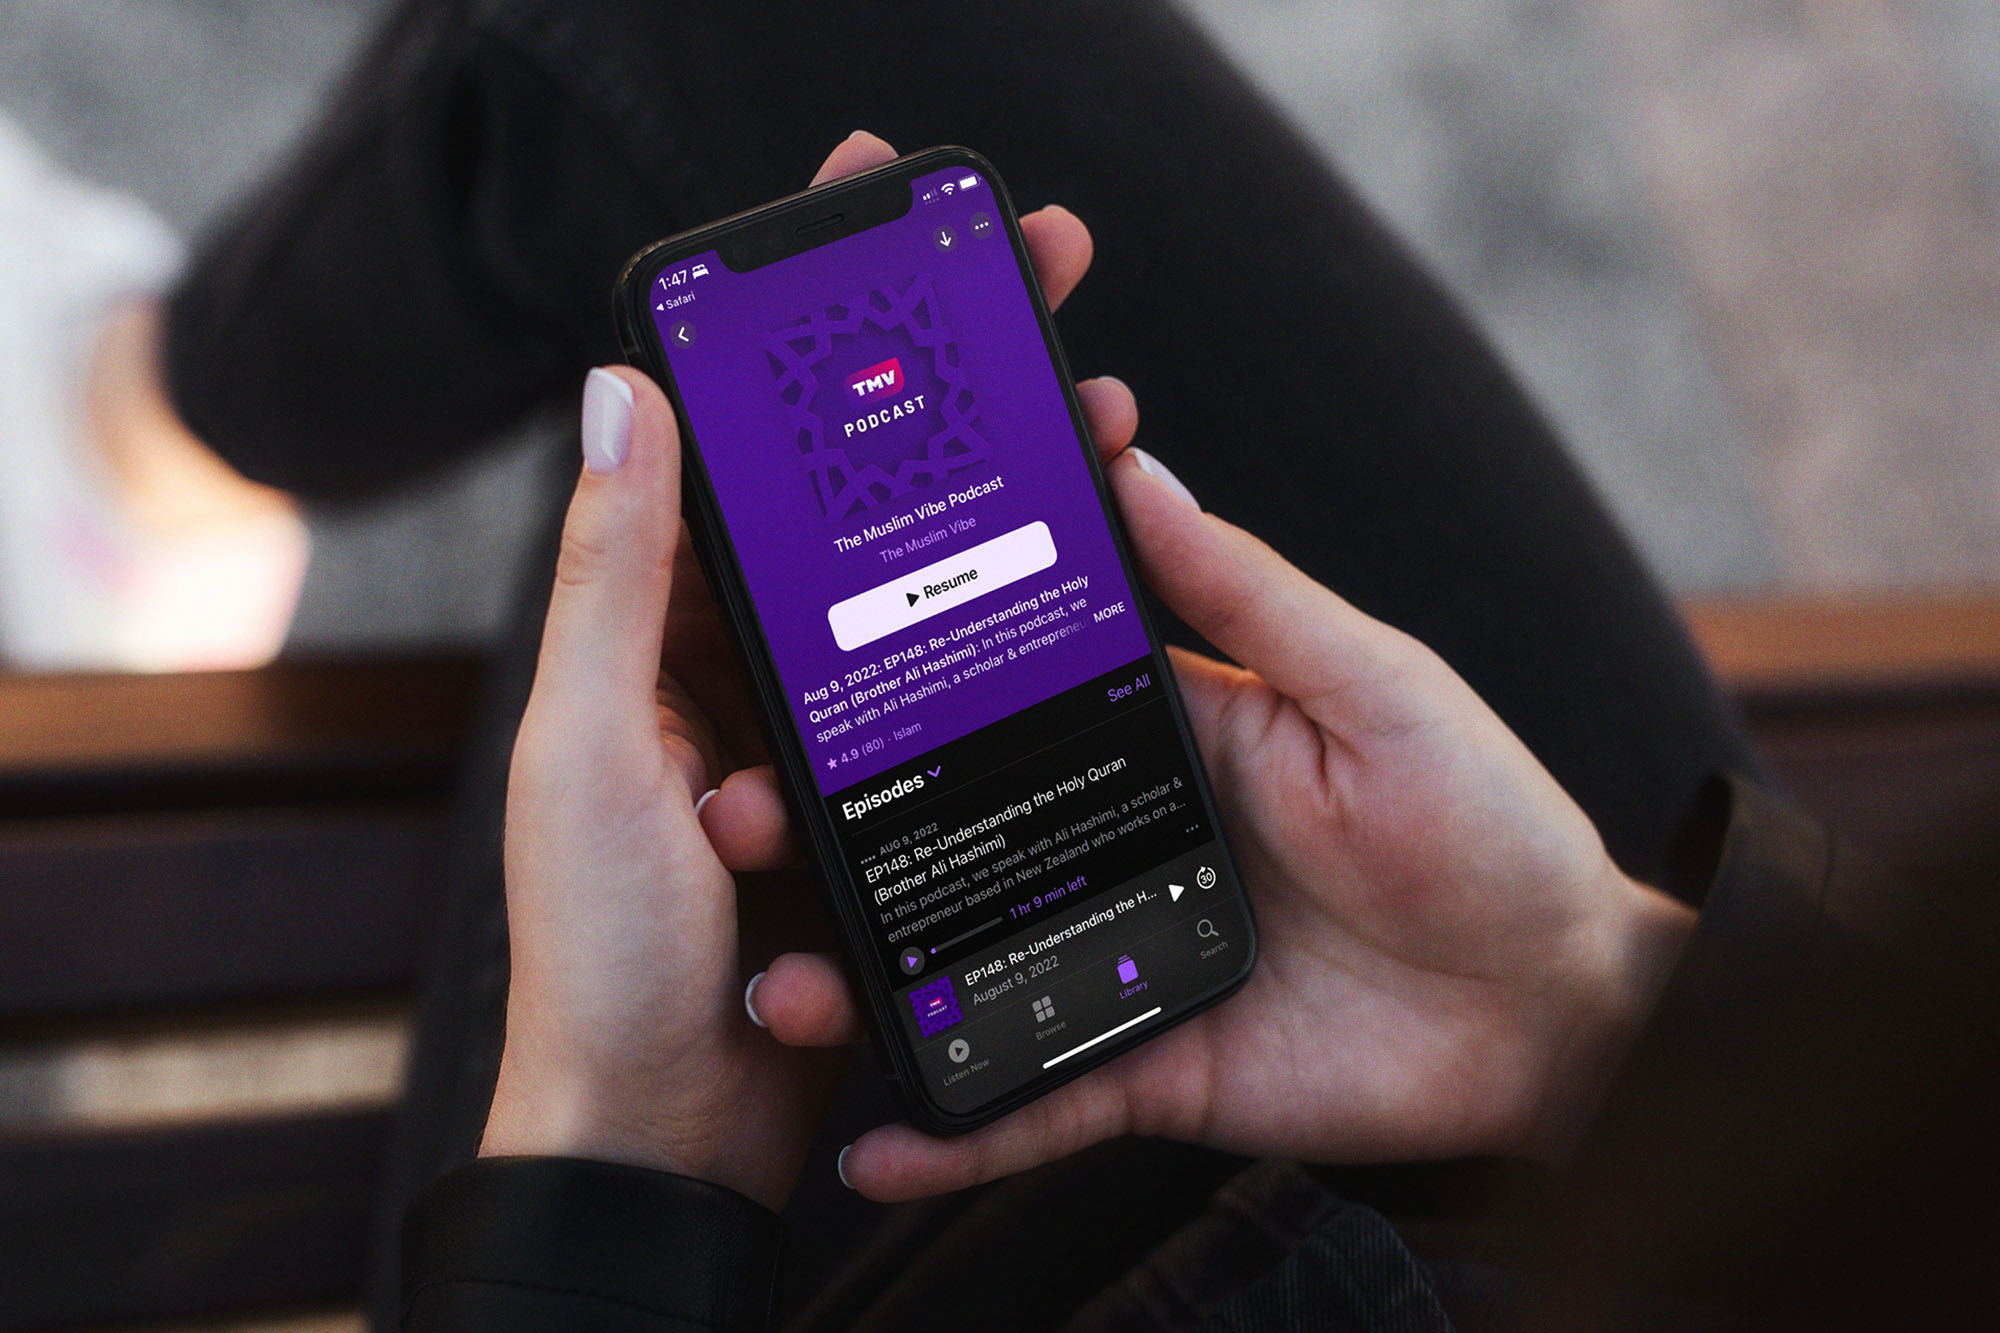 1:47
Safari
TMV
PODCAST
The Muslim Vibe Podcast
The Muslim Vibe
Resume
Aug 9, 2022: EP148: Re-Understanding the Holy
Quran (Brother Ali Hashimi): In this podcast, we
speak with Ali Hashimi, a scholar & entrepreneu MORE
4.9 (80) · Islam
See All
Episodes
AUG 9, 2022
EP148: Re-Understanding the Holy Quran
(Brother Ali Hashimi)
In this podcast, we speak with Ali Hashimi, a scholar &
entrepreneur based in New Zealand who works on a...
1 hr 9 min left
TMV
PODCAST
EP148: Re-Understanding the H...
August 9, 2022
30
Listen Now
Browse
Library
Search